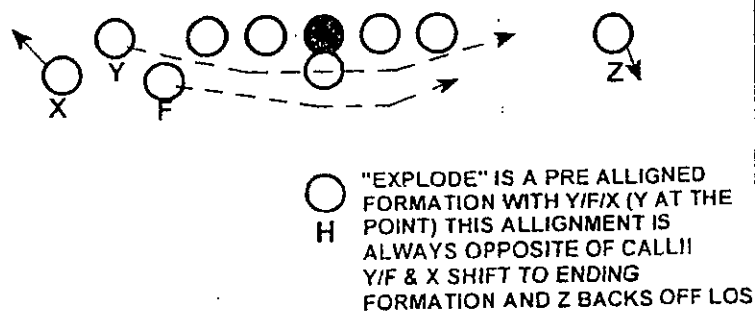 Y
Z
X
F
"EXPLODE" IS A PRE ALLIGNED
FORMATION WITH Y/F/X (Y AT THE
H
POINT) THIS ALLIGNMENT IS
ALWAYS OPPOSITE OF CALL!!
Y/F & X SHIFT TO ENDING
FORMATION AND Z BACKS OFF LOS